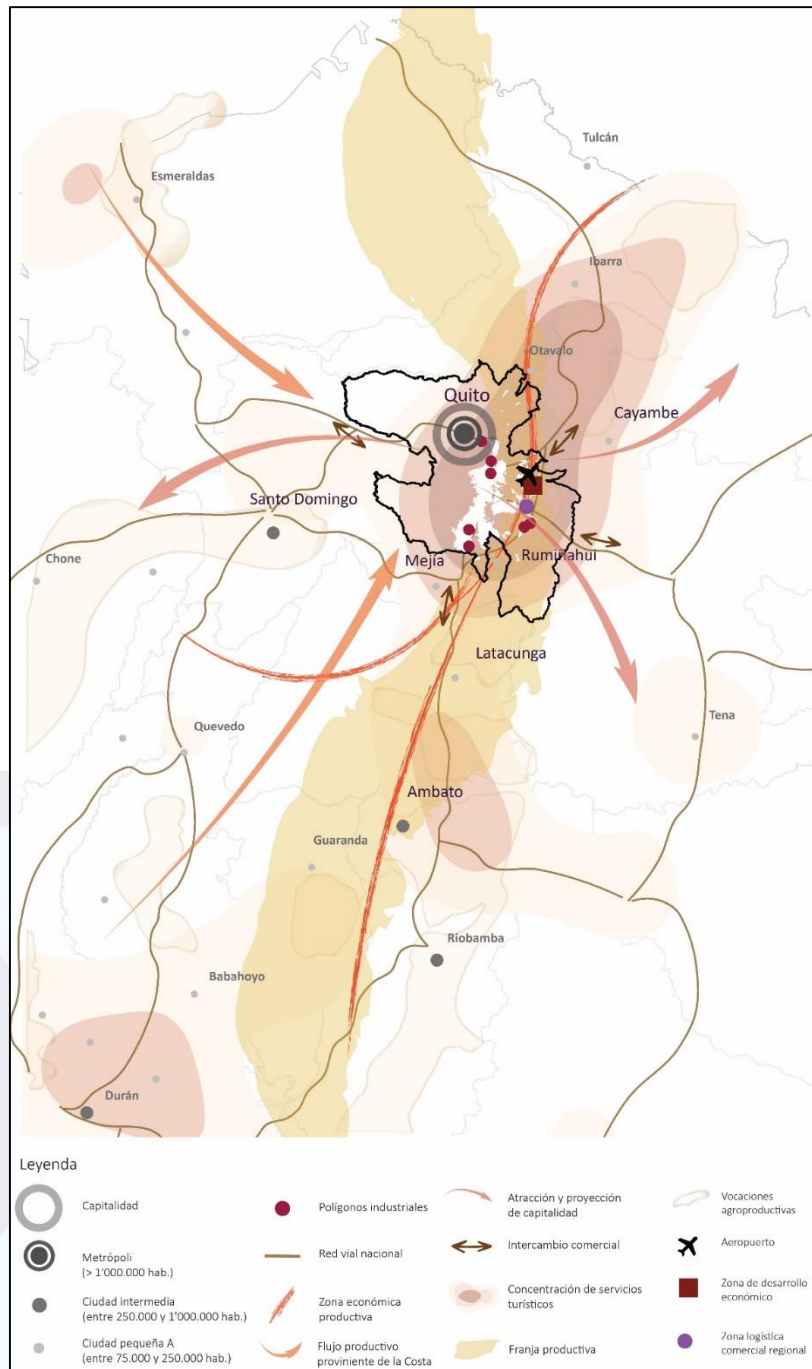 Tulcán
Esmeraldas
Ibarra
Otavalo
Quito
Cayambe
Santo Domingo
Chone
Mejía
Rumiñahui
Latacunga
Tena
Quevedo
Ambato
Guaranda
Riobamba
Babahoyo
Durán
Leyenda
Capitalidad
Metrópoli
(> 1'000.000 hab.)
Ciudad intermedia
(entre 250.000 y 1'000.000 hab.)
Ciudad pequeña A
(entre 75.000 y 250.000 hab.)
Polígonos industriales
Red vial nacional
Zona económica
productiva
Flujo productivo
proviniente de la Costa
Atracción y proyección
de capitalidad
Intercambio comercial
Concentración de servicios
turísticos
Franja productiva
Vocaciones
agroproductivas
Aeropuerto
Zona de desarrollo
económico
Zona logística
comercial regional